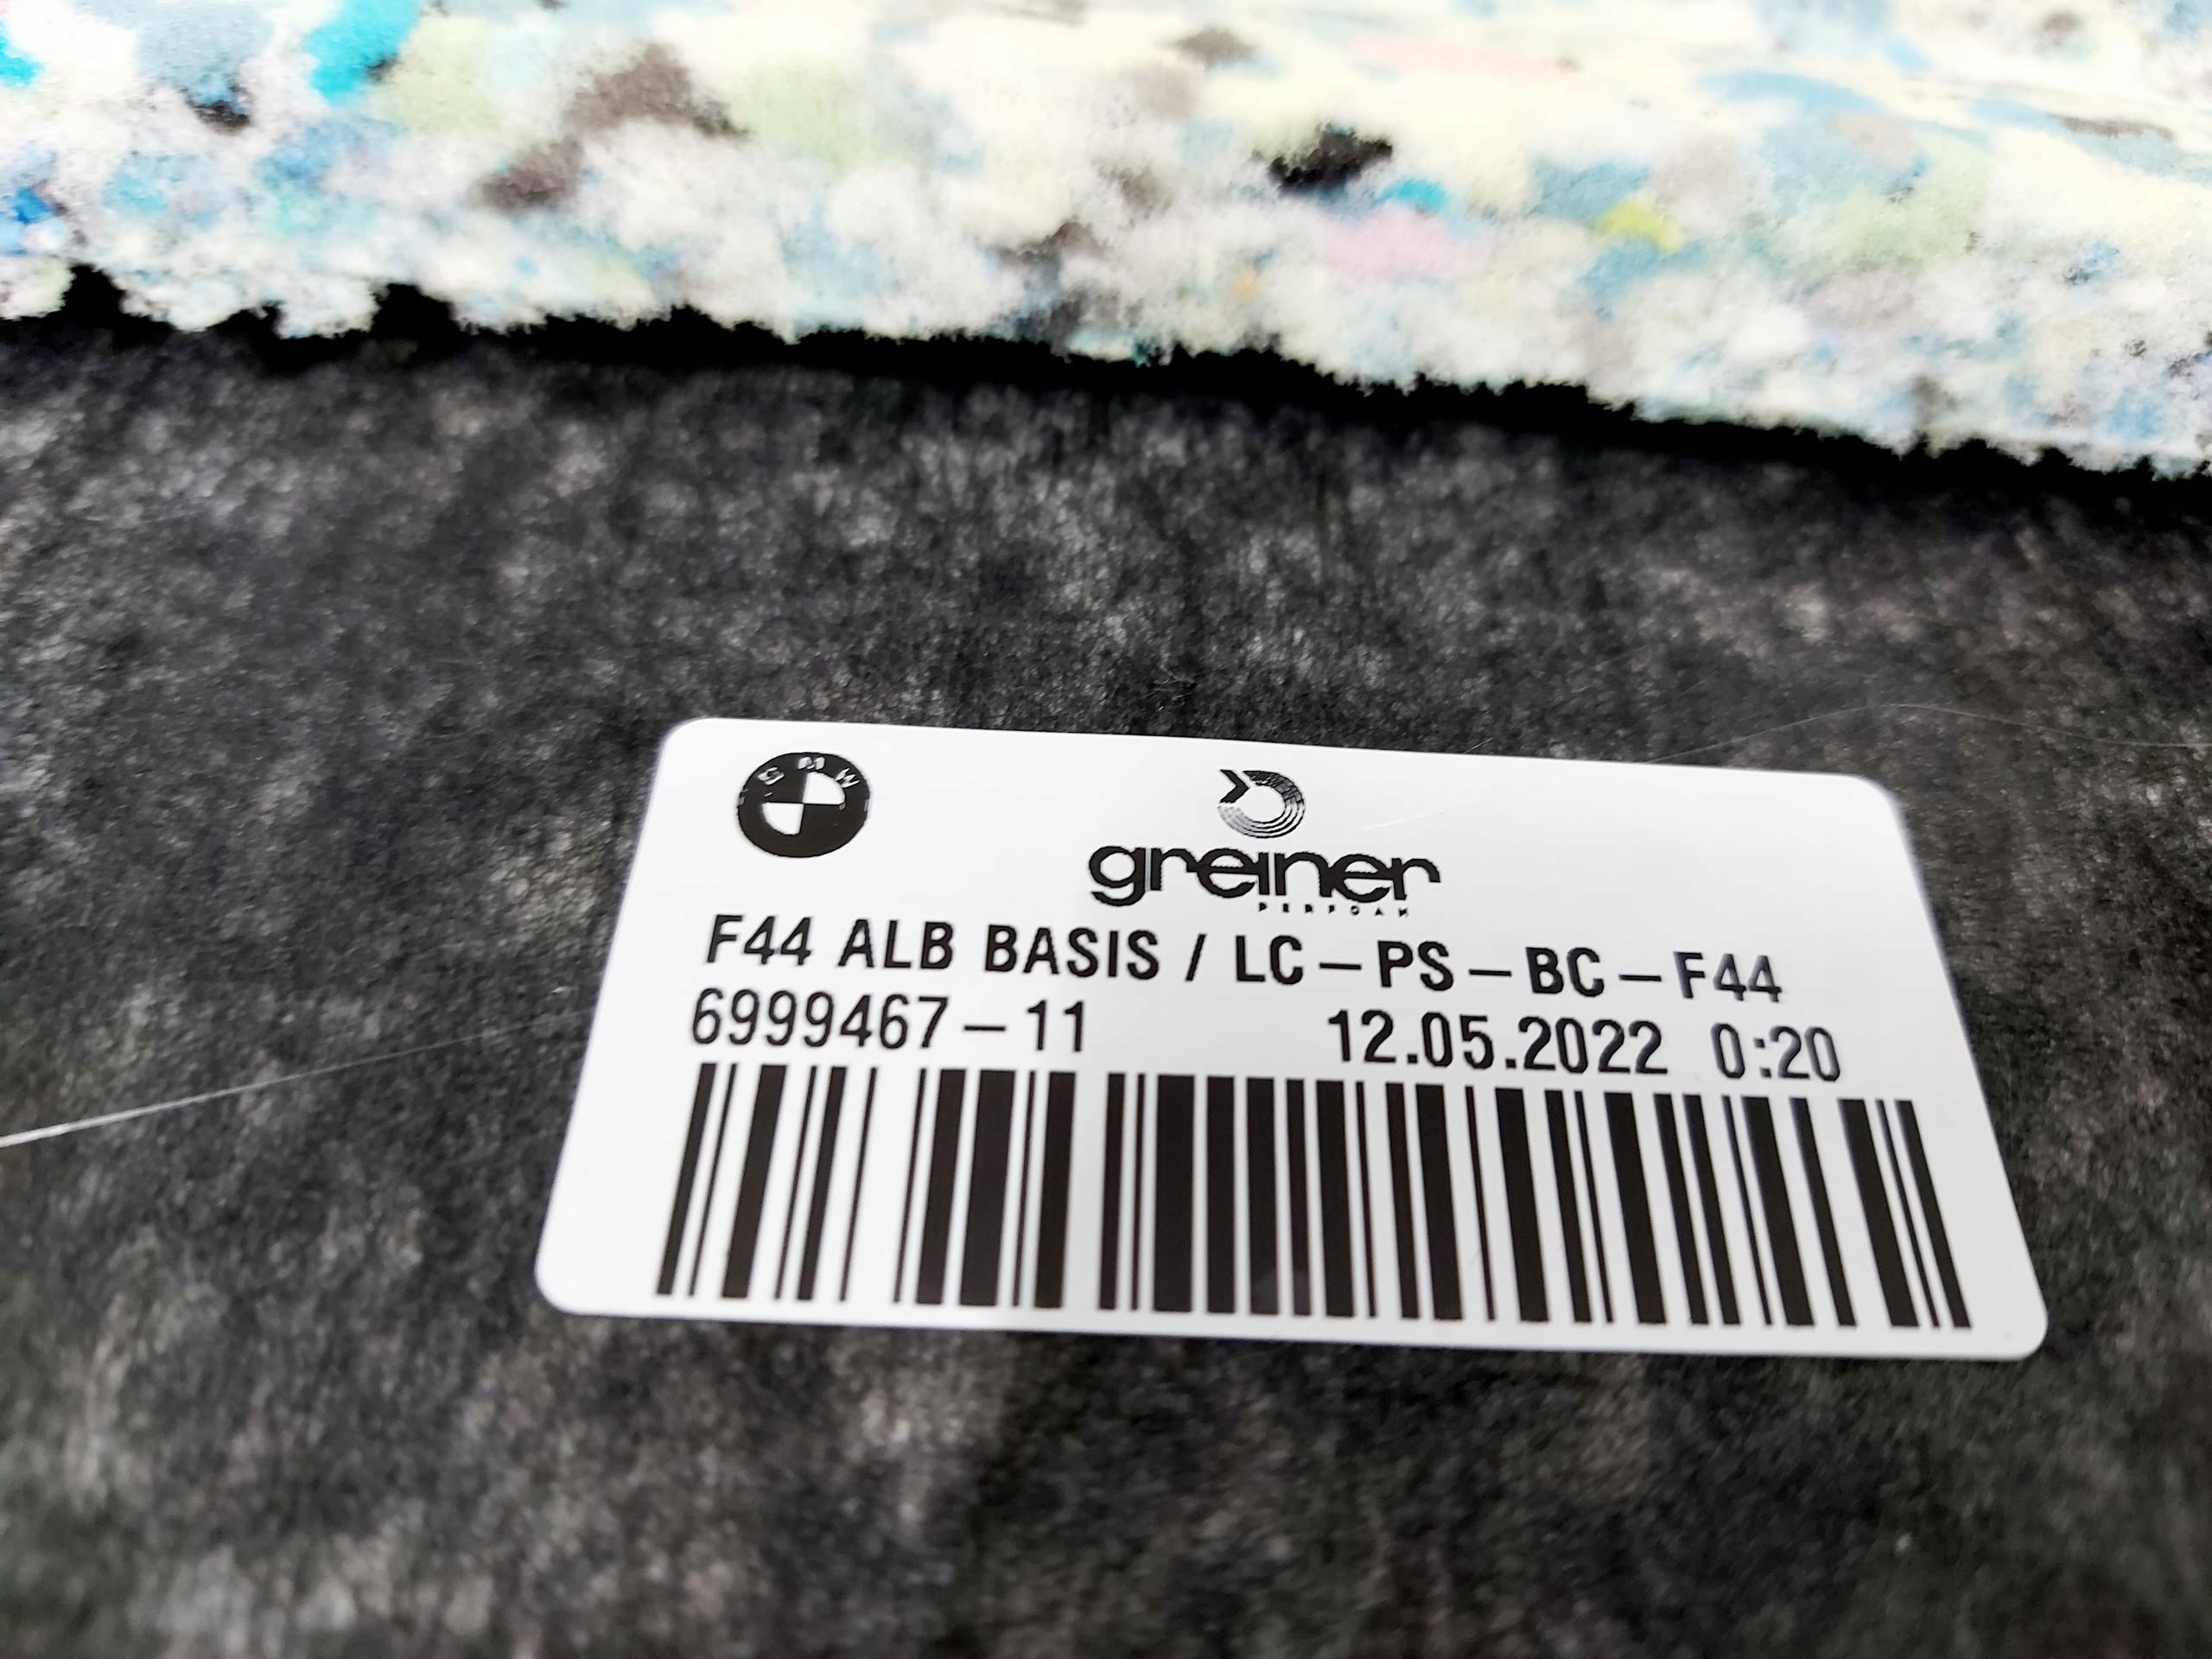 BMW
greiner
PERFOAM
F44 ALB BASIS / LC-PS-BC-F44
6999467-11 12.05.2022 0:20